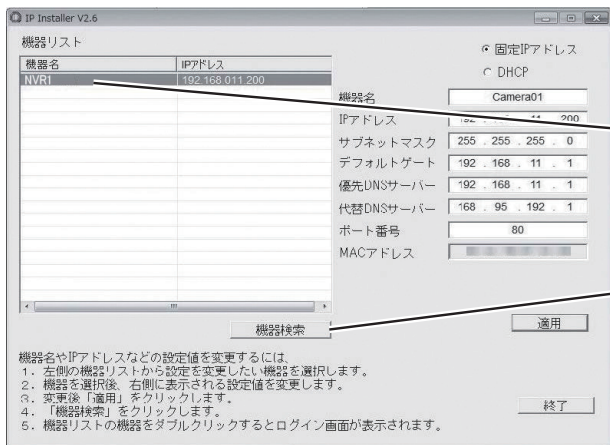 IP Installer V2.6
機器リスト
機器名 IPアドレス
NVR1 192.168.011.200
固定IPアドレス
DHCP
機器名 Camera01
IPアドレス 192 . 11 . 200
サブネットマスク 255 . 255 . 255 . 0
デフォルトゲート 192 . 168 . 11 . 1
優先DNSサーバー 192 . 168 . 11 . 1
代替DNSサーバー 168 . 95 . 192 . 1
ポート番号 80
MACアドレス
機器検索
適用
機器名やIPアドレスなどの設定値を変更するには、
1. 左側の機器リストから設定を変更したい機器を選択します。
2. 機器を選択後、右側に表示される設定値を変更します。
3. 変更後「適用」をクリックします。
4. 「機器検索」をクリックします。
5. 機器リストの機器をダブルクリックするとログイン画面が表示されます。
終了